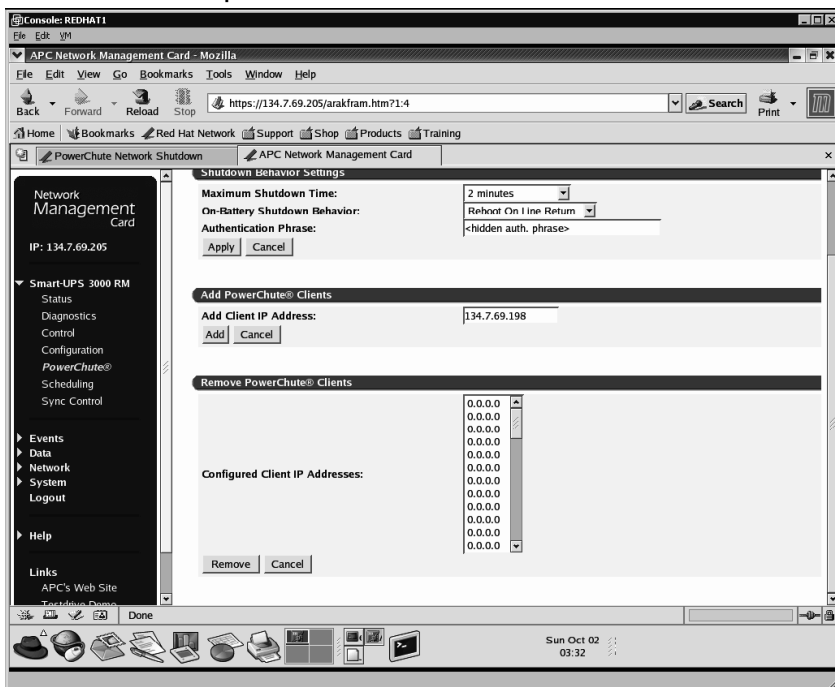 Console: REDHAT1
File Edit VM
APC Network Management Card - Mozilla
File Edit View Go Bookmarks Tools Window Help
Back Forward Reload Stop https://134.7.69.205/arakfram.htm?1:4 Search Print
Home Bookmarks Red Hat Network Support Shop Products Training
PowerChute Network Shutdown APC Network Management Card
Network
Management
Card
IP: 134.7.69.205
Smart-UPS 3000 RM
Status
Diagnostics
Control
Configuration
PowerChute®
Scheduling
Sync Control
Events
Data
Network
System
Logout
Help
Links
APC's Web Site
Testdrive Demo
Shutdown Behavior Settings
Maximum Shutdown Time: 2 minutes
On-Battery Shutdown Behavior: Reboot On Line Return
Authentication Phrase: <hidden auth. phrase>
Apply Cancel
Add PowerChute® Clients
Add Client IP Address: 134.7.69.198
Add Cancel
Remove PowerChute® Clients
Configured Client IP Addresses:
0.0.0.0
0.0.0.0
0.0.0.0
0.0.0.0
0.0.0.0
0.0.0.0
0.0.0.0
0.0.0.0
0.0.0.0
0.0.0.0
0.0.0.0
0.0.0.0
Remove Cancel
Done
Sun Oct 02
03:32